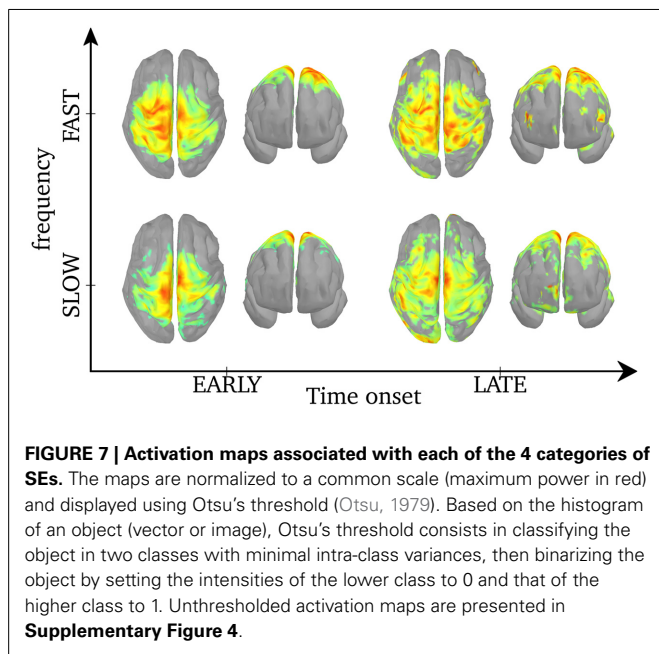 FAST
frequency
SLOW
EARLY
Time onset
LATE
FIGURE 7 | Activation maps associated with each of the 4 categories of
SEs. The maps are normalized to a common scale (maximum power in red)
and displayed using Otsu's threshold (Otsu, 1979). Based on the histogram
of an object (vector or image), Otsu's threshold consists in classifying the
object in two classes with minimal intra-class variances, then binarizing the
object by setting the intensities of the lower class to 0 and that of the
higher class to 1. Unthresholded activation maps are presented in
Supplementary Figure 4.